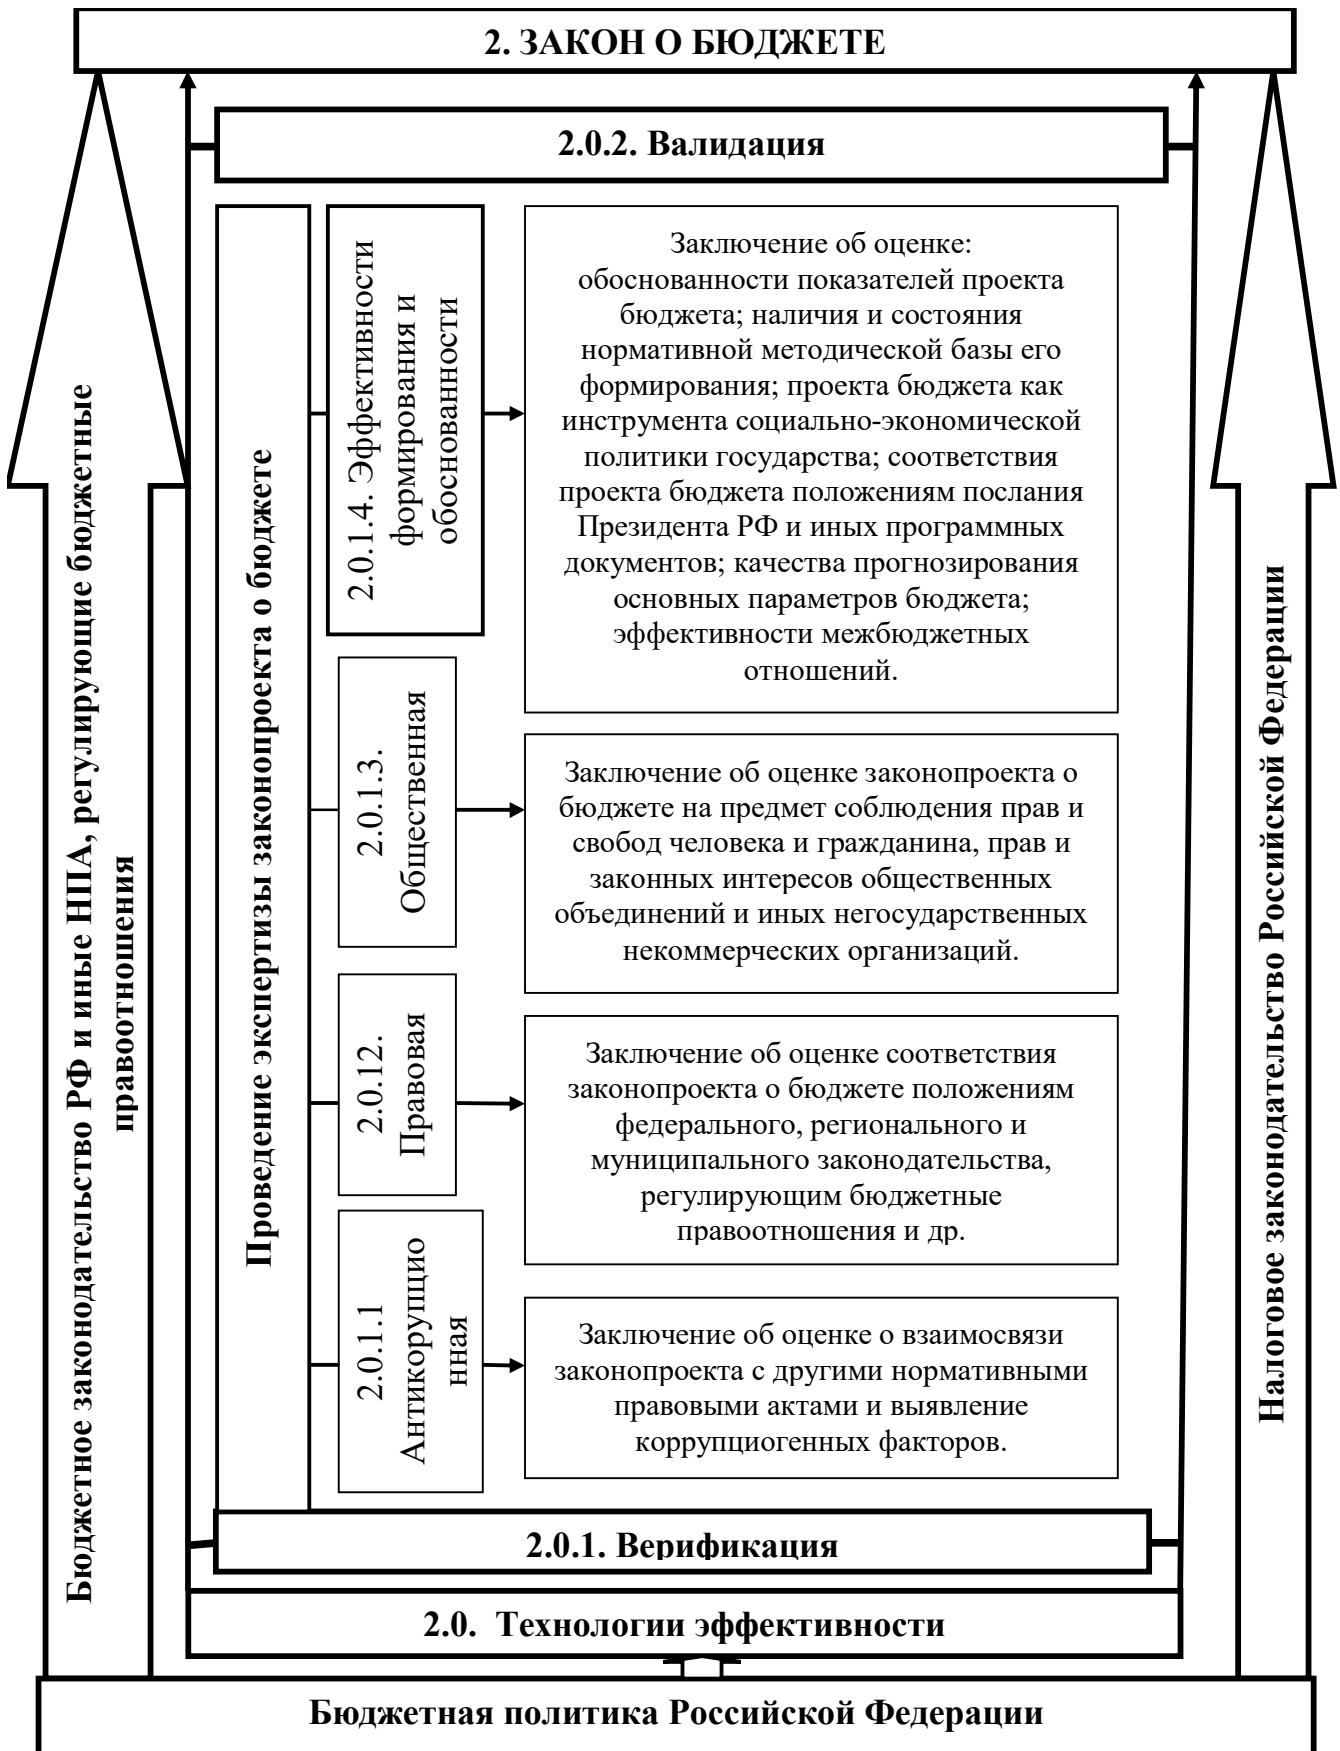 2. ЗАКОН О БЮДЖЕТЕ
2.0.2. Валидация
Бюджетное законодательство РФ и иные НПА, регулирующие бюджетные
правоотношения
Проведение экспертизы законопроекта о бюджете
2.0.1.4. Эффективности
формирования и
обоснованности
Заключение об оценке:
обоснованности показателей проекта
бюджета; наличия и состояния
нормативной методической базы его
формирования; проекта бюджета как
инструмента социально-экономической
политики государства; соответствия
проекта бюджета положениям послания
Президента РФ и иных программных
документов; качества прогнозирования
основных параметров бюджета;
эффективности межбюджетных
отношений.
2.0.1.3.
Общественная
Заключение об оценке законопроекта о
бюджете на предмет соблюдения прав и
свобод человека и гражданина, прав и
законных интересов общественных
объединений и иных негосударственных
некоммерческих организаций.
2.0.12.
Правовая
Заключение об оценке соответствия
законопроекта о бюджете положениям
федерального, регионального и
муниципального законодательства,
регулирующим бюджетные
правоотношения и др.
2.0.1.1
Антикорупцио
нная
Заключение об оценке о взаимосвязи
законопроекта с другими нормативными
правовыми актами и выявление
коррупциогенных факторов.
Налоговое законодательство Российской Федерации
2.0.1. Верификация
2.0. Технологии эффективности
Бюджетная политика Российской Федерации